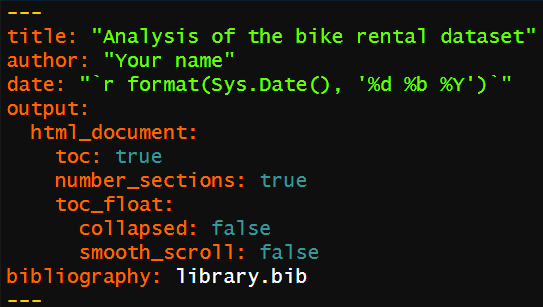 ---
title: "Analysis of the bike rental dataset"
author: "Your name"
date: "`r format(Sys.Date(), '%d %b %Y')`"
output:
  html_document:
    toc: true
    number_sections: true
    toc_float:
      collapsed: false
      smooth_scroll: false
bibliography: library.bib
---